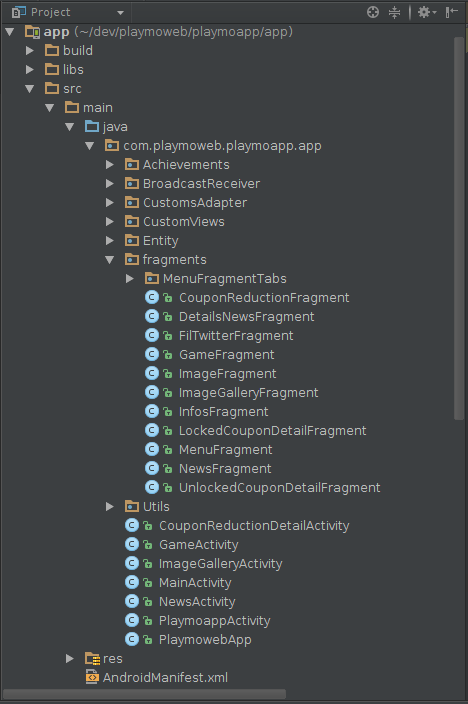 Project
app (~/dev/playmoweb/playmoapp/app)
build
libs
src
main
java
com.playmoweb.playmoapp.app
Achievements
BroadcastReceiver
CustomsAdapter
CustomViews
Entity
fragments
MenuFragmentTabs
CouponReductionFragment
DetailsNewsFragment
FilTwitterFragment
GameFragment
ImageFragment
ImageGalleryFragment
InfosFragment
LockedCouponDetailFragment
MenuFragment
NewsFragment
UnlockedCouponDetailFragment
Utils
CouponReductionDetailActivity
GameActivity
ImageGalleryActivity
MainActivity
NewsActivity
PlaymoappActivity
PlaymowebApp
res
AndroidManifest.xml